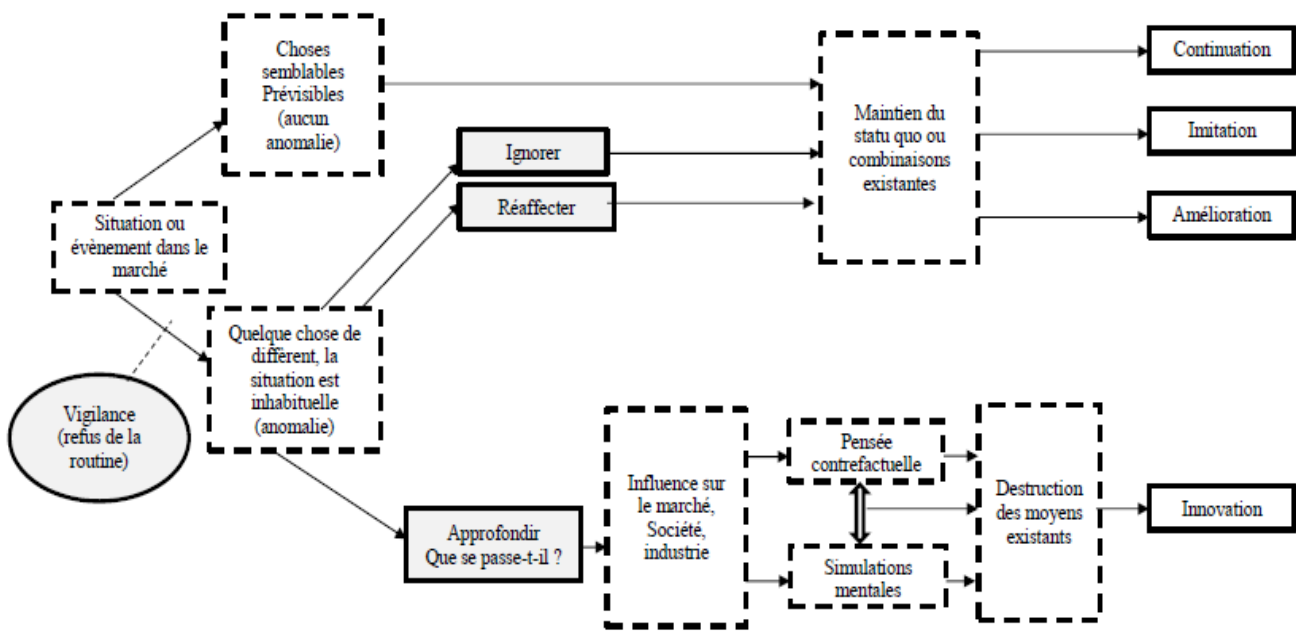 Choses
semblables
Prévisibles
(aucun
anomalie)
Situation ou
évènement dans le
marché
Vigilance
(refus de la
routine)
Quelque chose de
diffèrent, la
situation est
inhabituelle
(anomalie)
Ignorer
Réaffecter
Maintien du
statu quo ou
combinaisons
existantes
Continuation
Imitation
Amélioration
Approfondir
Que se passe-t-il ?
Influence sur
le marché,
Société,
industrie
Pensée
contrefactuelle
Simulations
mentales
Destruction
des moyens
existants
Innovation